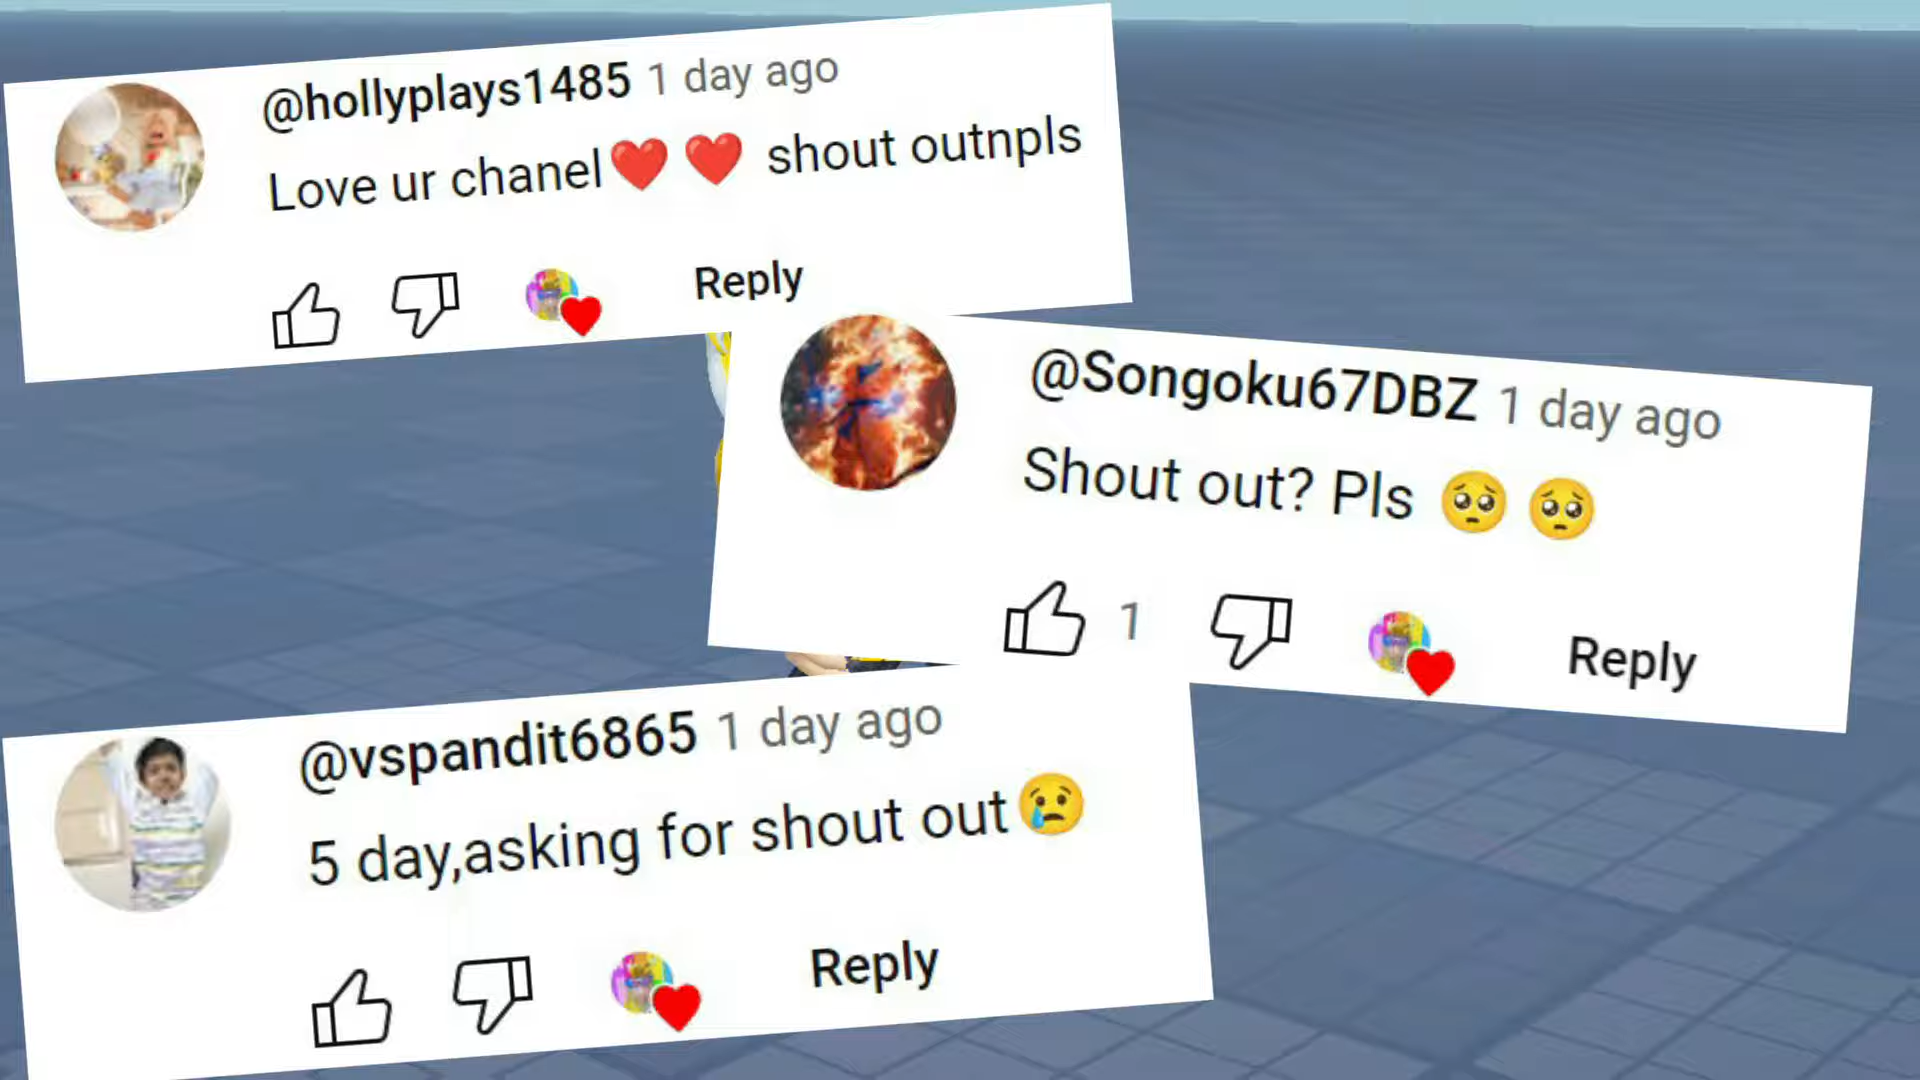 @hollyplays1485 1 day ago
Love ur chanel❤️❤️ shout outnpls
Reply
@Songoku67DBZ 1 day ago
Shout out? Pls 🥺🥺
1
Reply
@vspandit6865 1 day ago
5 day,asking for shout out😢
Reply